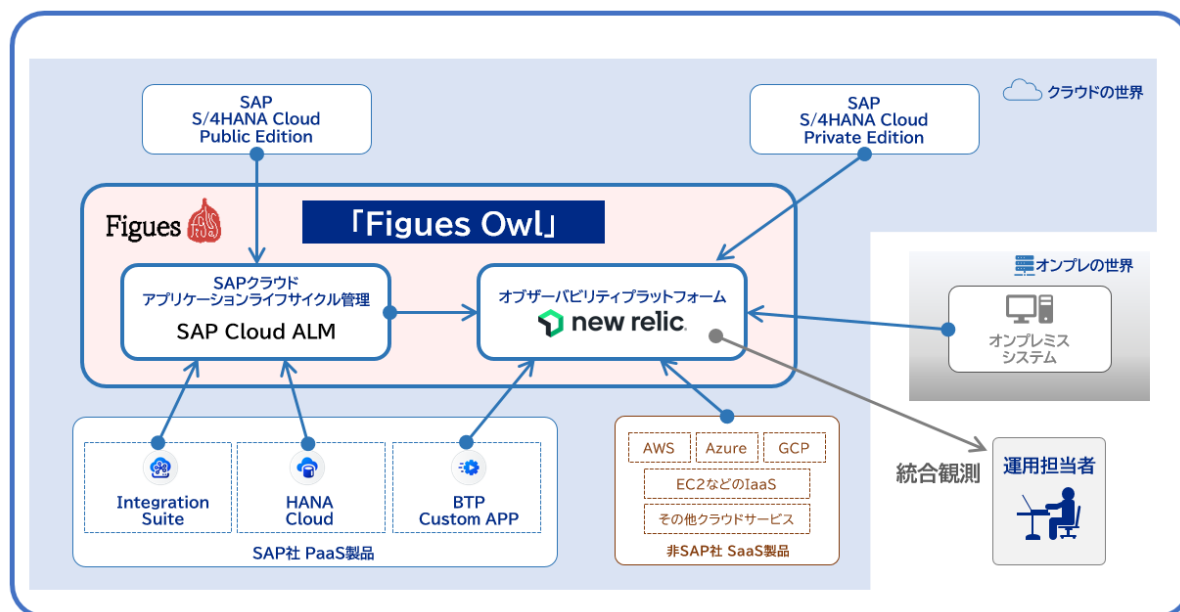 クラウドの世界
SAP
S/4HANA Cloud
Public Edition
SAP
S/4HANA Cloud
Private Edition
Figues
「Figues Owl」
SAPクラウド
アプリケーションライフサイクル管理
SAP Cloud ALM
オブザーバビリティプラットフォーム
new relic.
オンプレの世界
オンプレミス
システム
Integration
Suite
HANA
Cloud
BTP
Custom APP
SAP社 PaaS製品
AWS
Azure
GCP
EC2などのIaaS
その他クラウドサービス
非SAP社 SaaS製品
統合観測
運用担当者